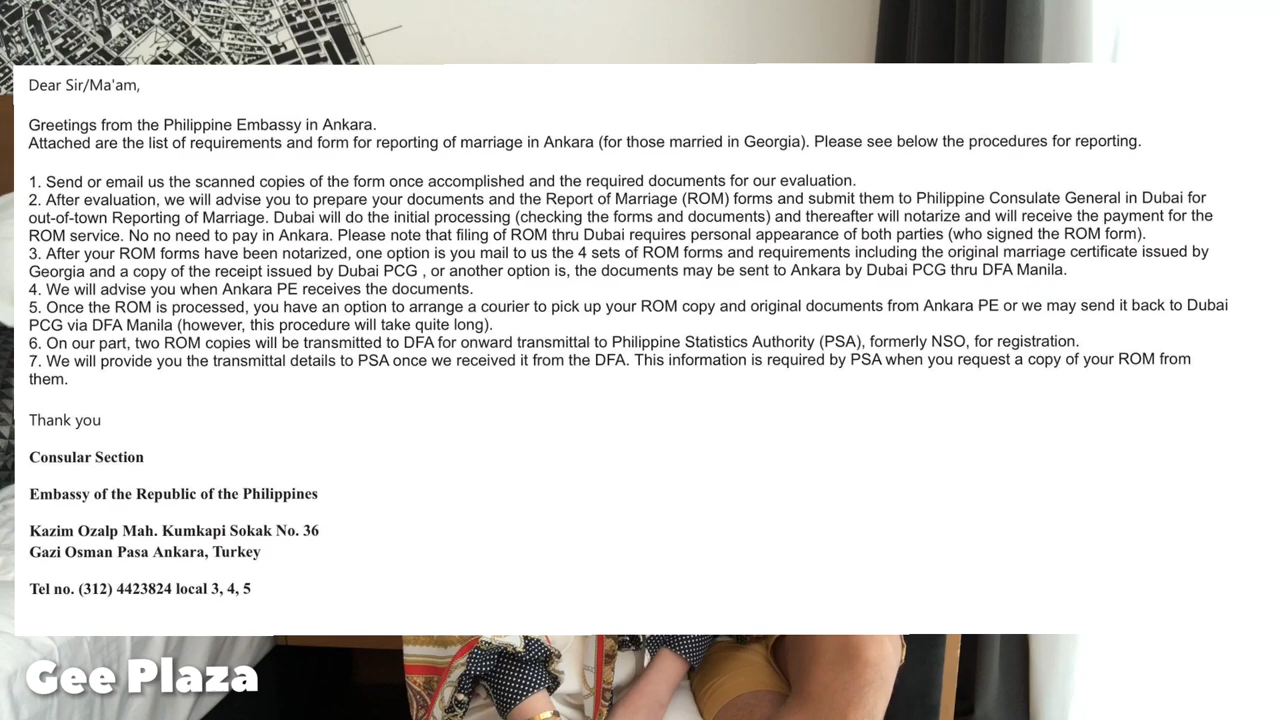 Dear Sir/Ma'am,
Greetings from the Philippine Embassy in Ankara.
Attached are the list of requirements and form for reporting of marriage in Ankara (for those married in Georgia). Please see below the procedures for reporting.
1. Send or email us the scanned copies of the form once accomplished and the required documents for our evaluation.
2. After evaluation, we will advise you to prepare your documents and the Report of Marriage (ROM) forms and submit them to Philippine Consulate General in Dubai for
out-of-town Reporting of Marriage. Dubai will do the initial processing (checking the forms and documents) and thereafter will notarize and will receive the payment for the
ROM service. No no need to pay in Ankara. Please note that filing of ROM thru Dubai requires personal appearance of both parties (who signed the ROM form).
3. After your ROM forms have been notarized, one option is you mail to us the 4 sets of ROM forms and requirements including the original marriage certificate issued by
Georgia and a copy of the receipt issued by Dubai PCG , or another option is, the documents may be sent to Ankara by Dubai PCG thru DFA Manila.
4. We will advise you when Ankara PE receives the documents.
5. Once the ROM is processed, you have an option to arrange a courier to pick up your ROM copy and original documents from Ankara PE or we may send it back to Dubai
PCG via DFA Manila (however, this procedure will take quite long).
6. On our part, two ROM copies will be transmitted to DFA for onward transmittal to Philippine Statistics Authority (PSA), formerly NSO, for registration.
7. We will provide you the transmittal details to PSA once we received it from the DFA. This information is required by PSA when you request a copy of your ROM from
them.
Thank you
Consular Section
Embassy of the Republic of the Philippines
Kazim Ozalp Mah. Kumkapi Sokak No. 36
Gazi Osman Pasa Ankara, Turkey
Tel no. (312) 4423824 local 3, 4, 5
Gee Plaza